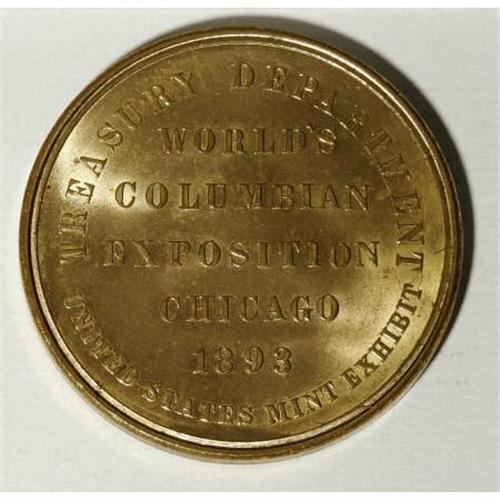 TREASURY DEPARTMENT
WORLD'S
COLUMBIAN
EXPOSITION
CHICAGO
1893
UNITED STATES MINT EXHIBIT